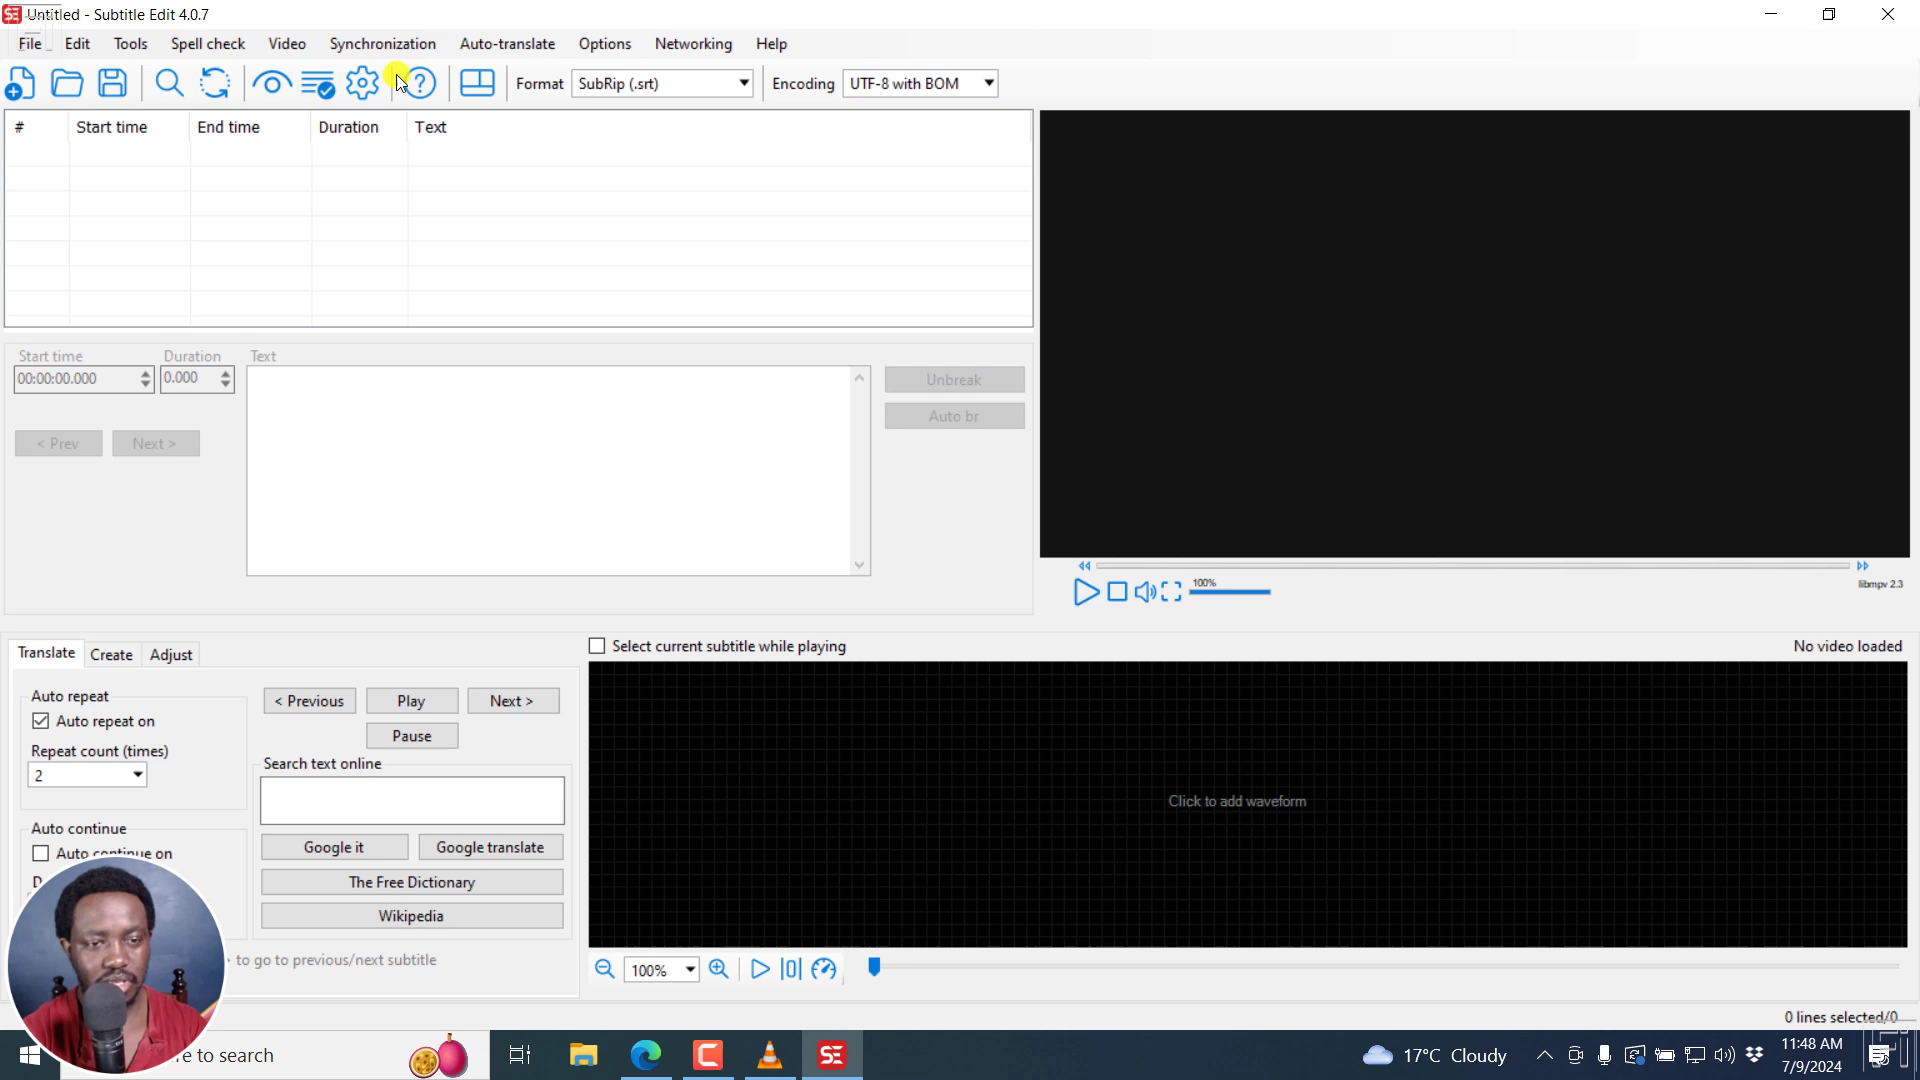 Untitled - Subtitle Edit 4.0.7
File Edit Tools Spell check Video Synchronization Auto-translate Options Networking Help
Format SubRip (.srt) Encoding UTF-8 with BOM
# Start time End time Duration Text
Start time Duration Text
00:00:00.000 0.000
Unbreak
Auto br
< Prev Next >
100%
libmpv 2.3
Translate Create Adjust
Select current subtitle while playing
No video loaded
Auto repeat
Auto repeat on
Repeat count (times)
2
< Previous Play Next >
Pause
Search text online
Google it Google translate
The Free Dictionary
Wikipedia
Auto continue
Auto continue on
to go to previous/next subtitle
Click to add waveform
100%
0 lines selected/0
re to search
17°C Cloudy
11:48 AM
7/9/2024